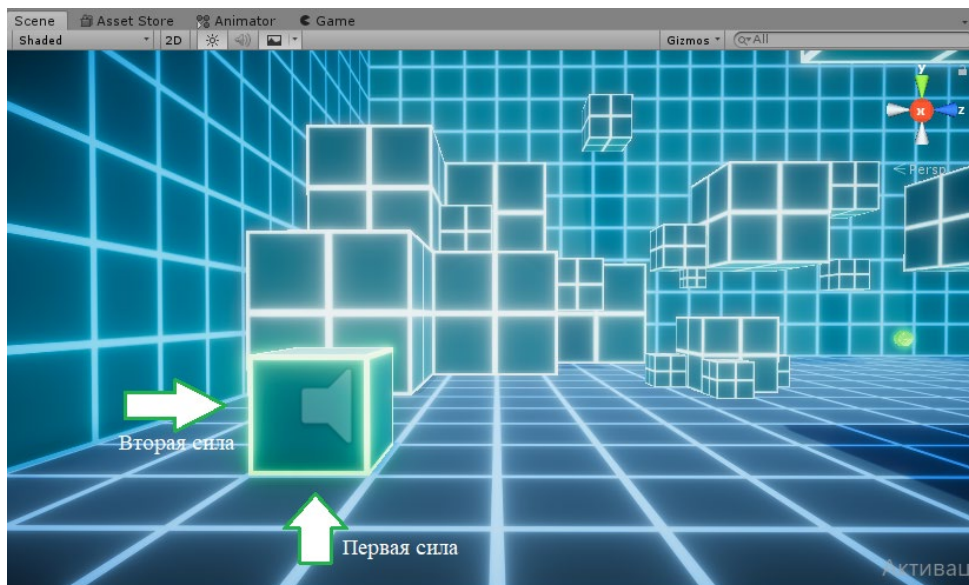 Scene Asset Store Animator Game
Shaded 2D Gizmos All
y
x z
Persp
Вторая сила
Первая сила
Активац